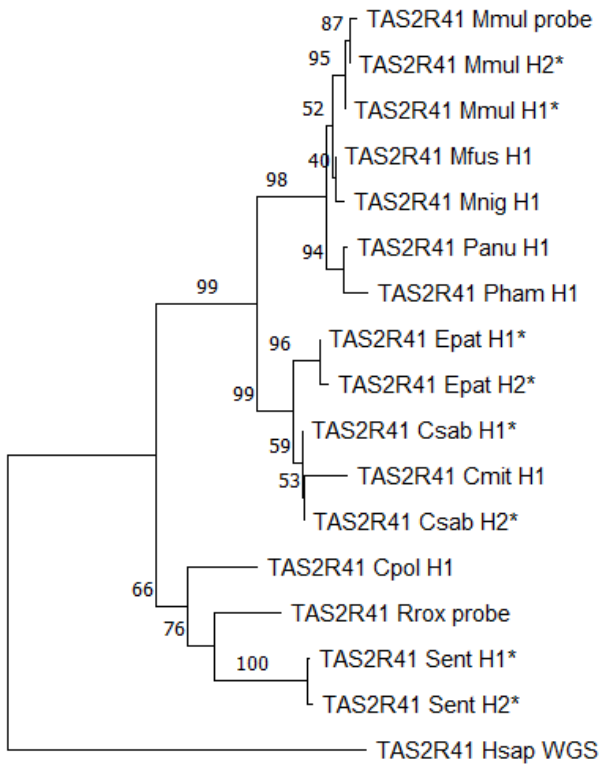 87
TAS2R41 Mmul probe
95
TAS2R41 Mmul H2*
52
TAS2R41 Mmul H1*
40
TAS2R41 Mfus H1
98
TAS2R41 Mnig H1
94
TAS2R41 Panu H1
TAS2R41 Pham H1
99
96
TAS2R41 Epat H1*
99
TAS2R41 Epat H2*
TAS2R41 Csab H1*
59
TAS2R41 Cmit H1
53
TAS2R41 Csab H2*
TAS2R41 Cpol H1
66
TAS2R41 Rrox probe
76
TAS2R41 Sent H1*
100
TAS2R41 Sent H2*
TAS2R41 Hsap WGS